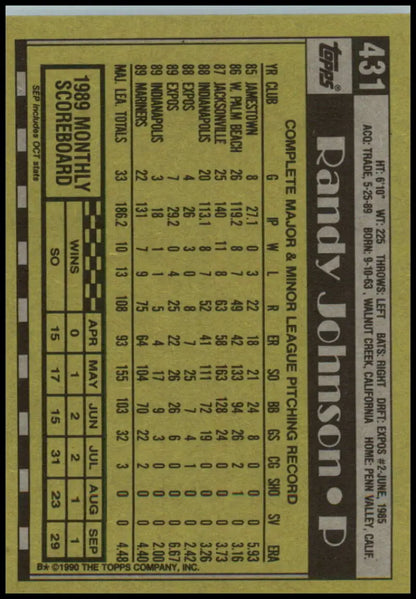 431
TOPPS®
Randy Johnson • P
HT: 6'10" WT: 225 THROWS: LEFT BATS: RIGHT DRFT: EXPOS #2-JUNE, 1985
ACQ: TRADE, 5-25-89 BORN: 9-10-63, WALNUT CREEK, CALIFORNIA HOME: PENN VALLEY, CALIF.
COMPLETE MAJOR & MINOR LEAGUE PITCHING RECORD
YR CLUB G IP W L R ER SO BB GS CG SHO SV ERA
85 JAMESTOWN 8 27.1 0 3 22 18 21 24 8 0 0 0 5.93
86 W. PALM BEACH 26 119.2 8 7 49 42 133 94 26 2 1 0 3.16
87 JACKSONVILLE 25 140 11 8 63 58 163 128 24 0 0 0 3.73
88 INDIANAPOLIS 20 113.1 8 7 52 41 111 72 19 0 0 0 3.26
88 EXPOS 4 26 3 0 8 7 25 7 4 1 0 0 2.42
89 EXPOS 7 29.2 0 4 25 22 26 26 6 0 0 0 6.67
89 INDIANAPOLIS 3 18 1 1 5 4 17 9 3 0 0 0 2.00
89 MARINERS 22 131 7 9 75 64 104 70 22 2 0 0 4.40
MAJ. LEA. TOTALS 33 186.2 10 13 108 93 155 103 32 3 0 0 4.48
1989 MONTHLY
SCOREBOARD
SEP includes OCT stats
APR MAY JUN JUL AUG SEP
WINS 0 1 2 2 1 1
SO 15 17 15 31 23 29
B* ©1990 THE TOPPS COMPANY, INC.